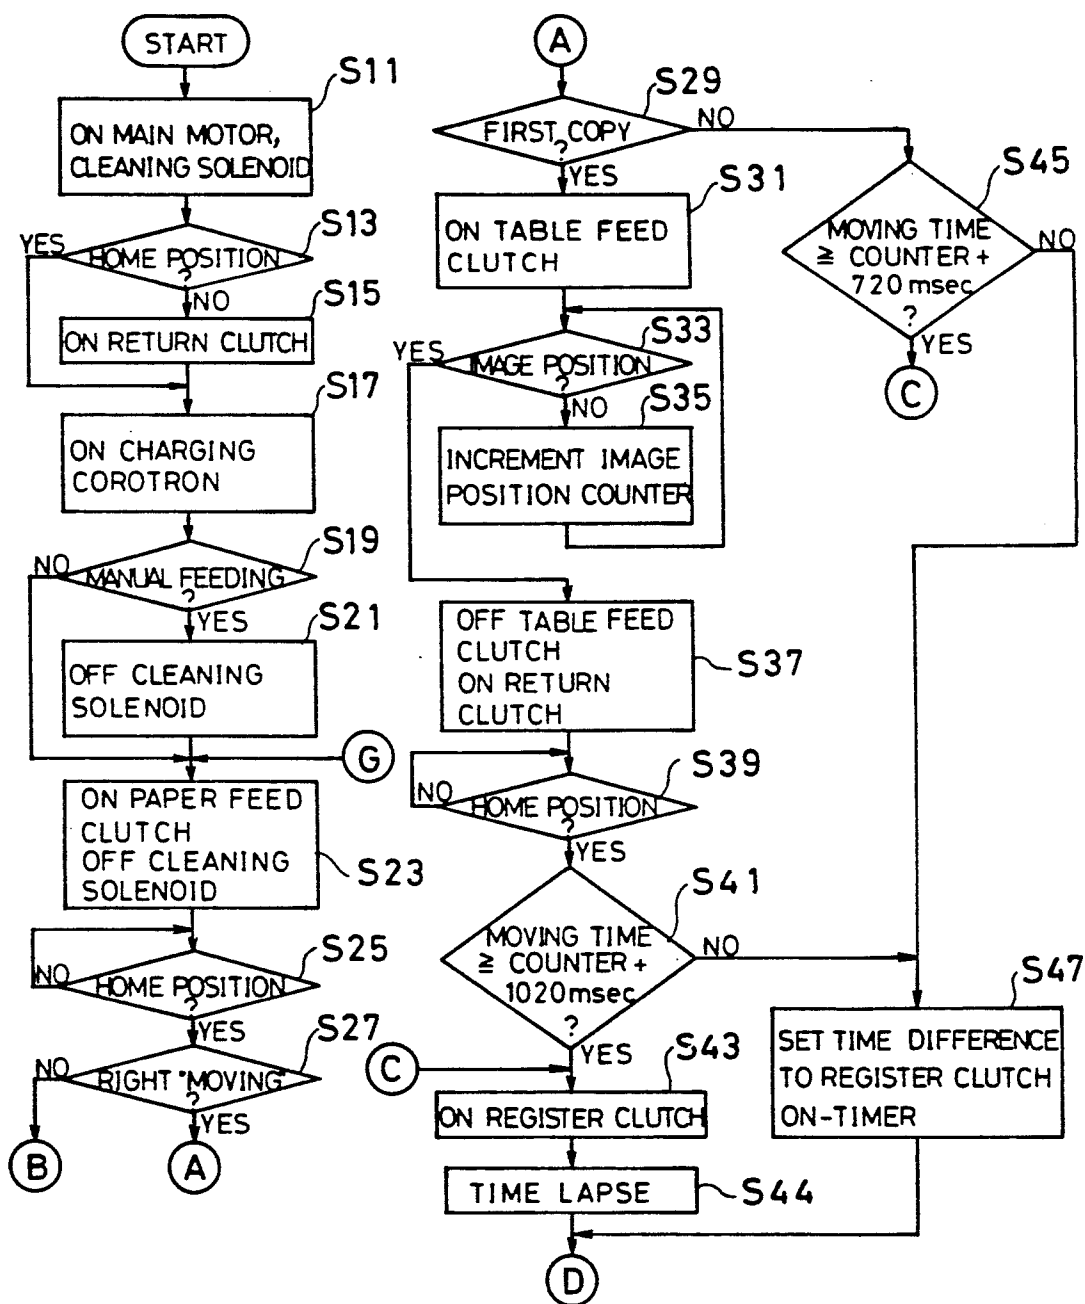 START
S11
ON MAIN MOTOR,
CLEANING SOLENOID
S13
YES
HOME POSITION
?
NO
S15
ON RETURN CLUTCH
S17
ON CHARGING
COROTRON
S19
NO
MANUAL FEEDING
?
YES
S21
OFF CLEANING
SOLENOID
G
ON PAPER FEED
CLUTCH
OFF CLEANING
SOLENOID
S23
S25
NO
HOME POSITION
?
YES
S27
NO
RIGHT "MOVING"
?
YES
B
A
A
S29
FIRST COPY
?
NO
YES
S31
ON TABLE FEED
CLUTCH
S33
YES
IMAGE POSITION
?
NO
S35
INCREMENT IMAGE
POSITION COUNTER
OFF TABLE FEED
CLUTCH
ON RETURN
CLUTCH
S37
S39
NO
HOME POSITION
?
YES
S41
MOVING TIME
≧ COUNTER +
1020msec
?
NO
YES
C
S43
ON REGISTER CLUTCH
TIME LAPSE
S44
D
S45
MOVING TIME
≧ COUNTER +
720msec
?
NO
YES
C
S47
SET TIME DIFFERENCE
TO REGISTER CLUTCH
ON-TIMER